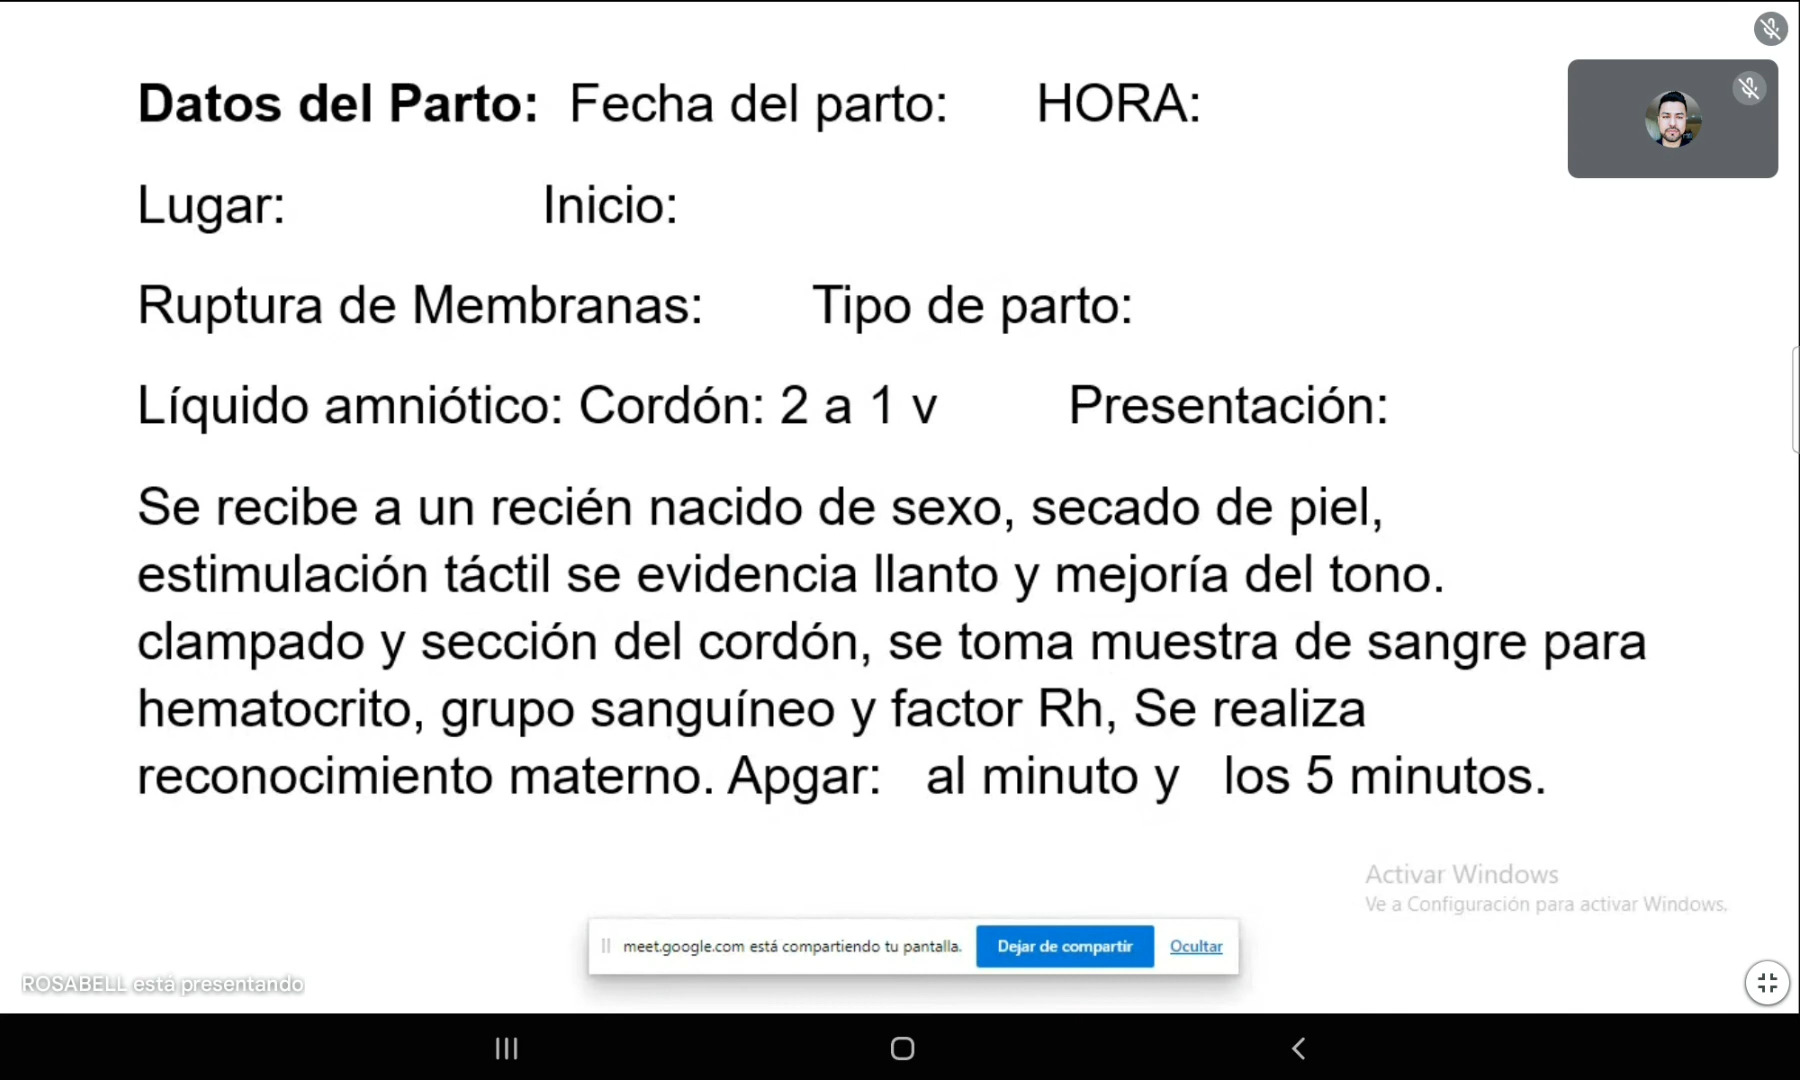 Datos del Parto: Fecha del parto: HORA:
Lugar: Inicio:
Ruptura de Membranas: Tipo de parto:
Líquido amniótico: Cordón: 2 a 1 v Presentación:
Se recibe a un recién nacido de sexo, secado de piel,
estimulación táctil se evidencia llanto y mejoría del tono.
clampado y sección del cordón, se toma muestra de sangre para
hematocrito, grupo sanguíneo y factor Rh, Se realiza
reconocimiento materno. Apgar: al minuto y los 5 minutos.
Activar Windows
Ve a Configuración para activar Windows.
meet.google.com está compartiendo tu pantalla. Dejar de compartir Ocultar
ROSABELL está presentando